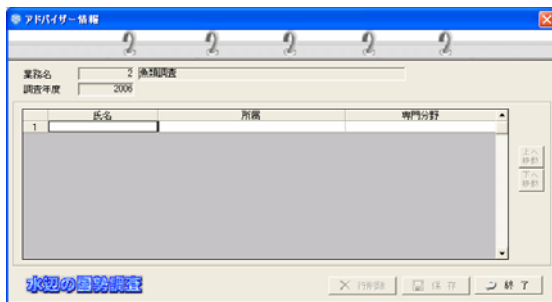 アドバイザー情報
業務名 2 魚類調査
調査年度 2006
氏名 所属 専門分野
1
上へ移動
下へ移動
水辺の国勢調査
行削除 保存 終了